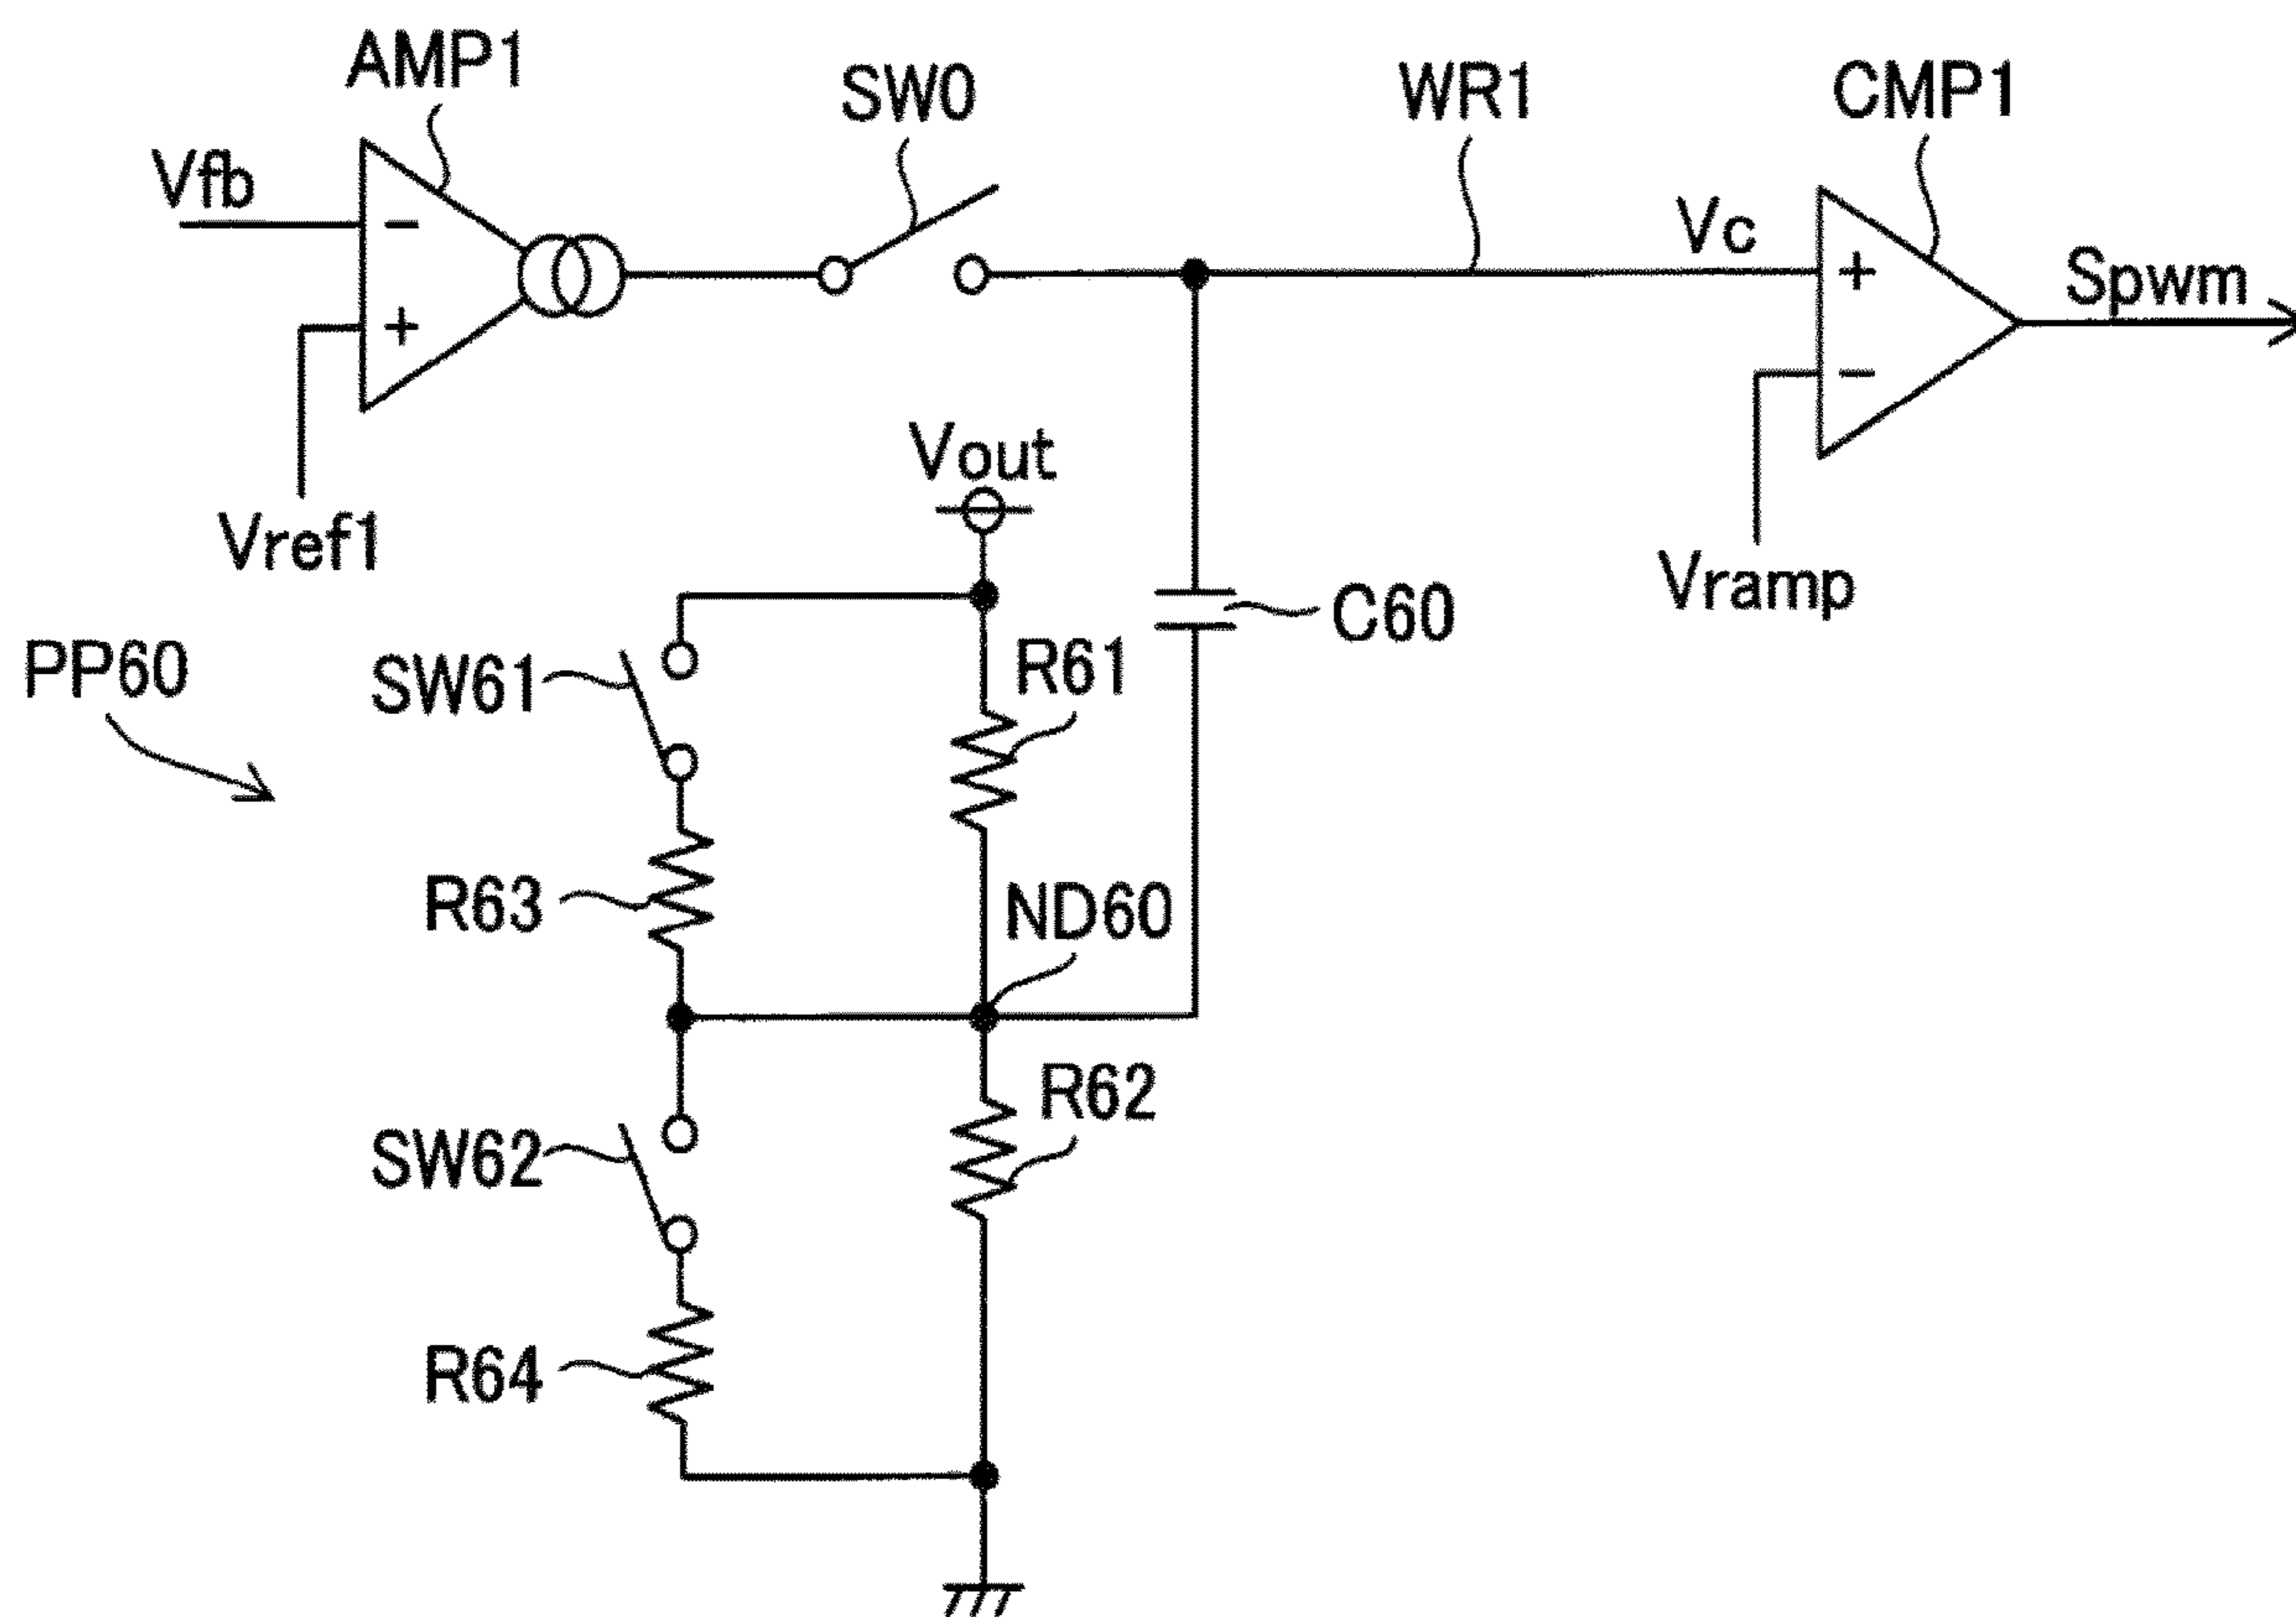 AMP1
SW0
WR1
CMP1
Vfb
Vc
Spwm
-
+
+
-
Vref1
Vout
Vramp
C60
PP60
SW61
R61
R63
ND60
R62
SW62
R64